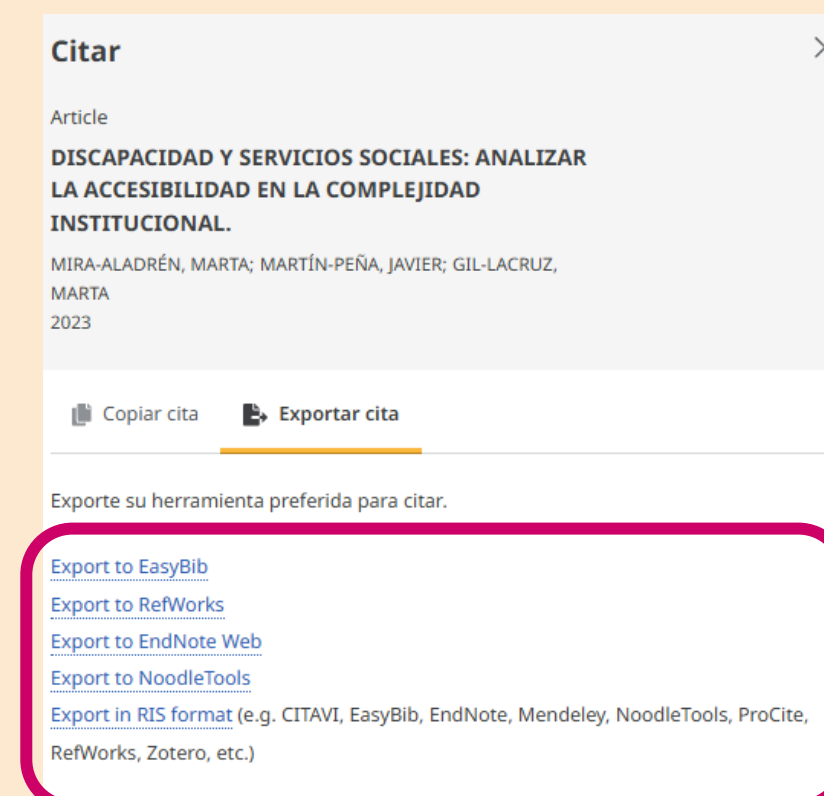 Citar
Article
DISCAPACIDAD Y SERVICIOS SOCIALES: ANALIZAR
LA ACCESIBILIDAD EN LA COMPLEJIDAD
INSTITUCIONAL.
MIRA-ALADRÉN, MARTA; MARTÍN-PEÑA, JAVIER; GIL-LACRUZ,
MARTA
2023
Copiar cita Exportar cita
Exporte su herramienta preferida para citar.
Export to EasyBib
Export to RefWorks
Export to EndNote Web
Export to NoodleTools
Export in RIS format (e.g. CITAVI, EasyBib, EndNote, Mendeley, NoodleTools, ProCite,
RefWorks, Zotero, etc.)